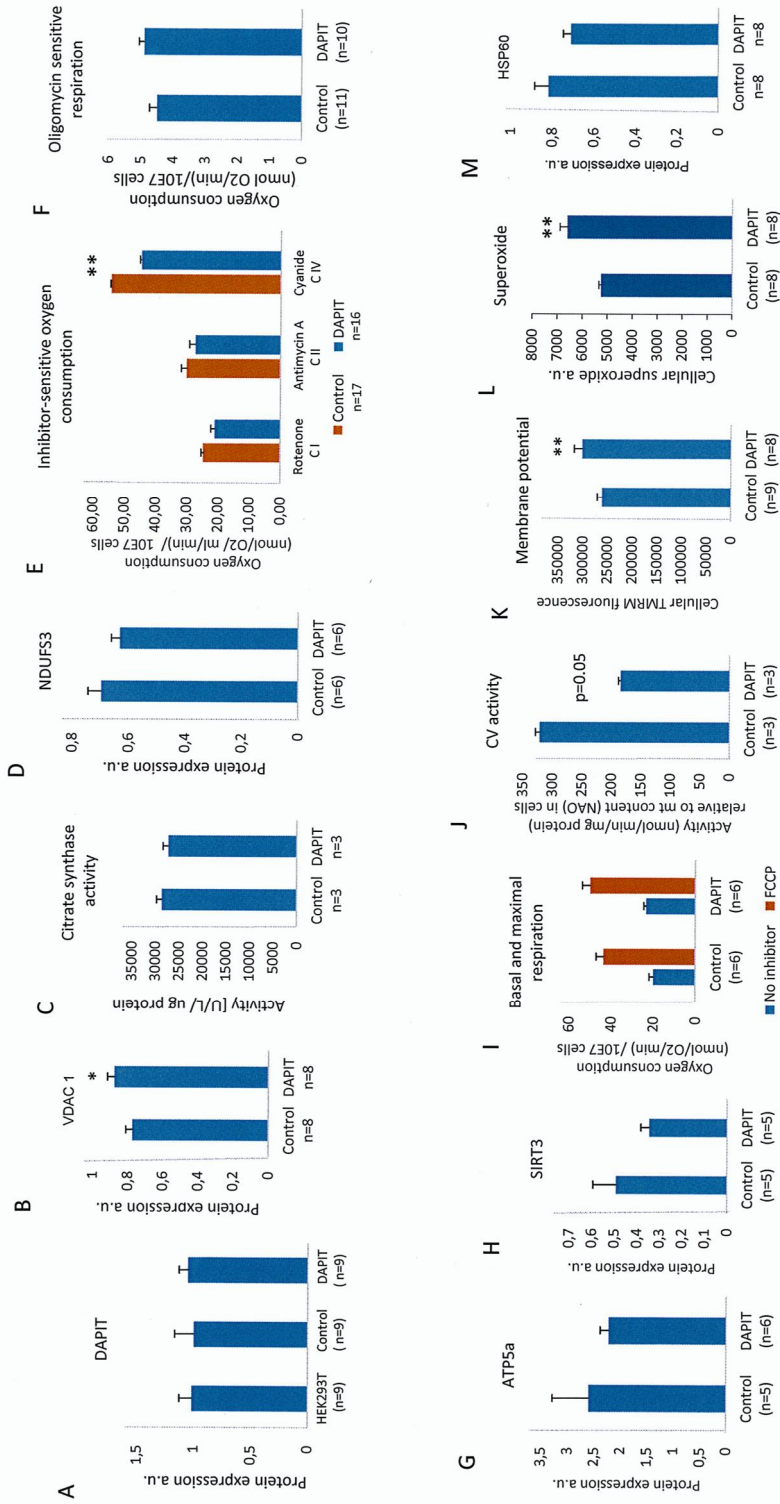 A
DAPIT
Protein expression a.u.
1,5
1
0,5
0
HEK293T Control DAPIT
(n=9) (n=9) (n=9)
B
VDAC 1
*
Protein expression a.u.
1
0,8
0,6
0,4
0,2
0
Control DAPIT
n=8 n=8
C
Citrate synthase
activity
Activity [U/L/ ug protein
35000
30000
25000
20000
15000
10000
5000
0
Control DAPIT
n=3 n=3
D
NDUFS3
Protein expression a.u.
0,8
0,6
0,4
0,2
0
Control DAPIT
(n=6) (n=6)
E
Inhibitor-sensitive oxygen
consumption
**
Oxygen consumption
(nmol/O2/ ml/min)/ 10E7 cells
60,00
50,00
40,00
30,00
20,00
10,00
0,00
Rotenone Antimycin A Cyanide
C I C II C IV
Control DAPIT
n=17 n=16
F
Oligomycin sensitive
respiration
Oxygen consumption
(nmol O2/min)/10E7 cells
6
5
4
3
2
1
0
Control DAPIT
(n=11) (n=10)
G
ATP5a
Protein expression a.u.
3,5
3
2,5
2
1,5
1
0,5
0
Control DAPIT
(n=5) (n=6)
H
SIRT3
Protein expression a.u.
0,7
0,6
0,5
0,4
0,3
0,2
0,1
0
Control DAPIT
(n=5) (n=5)
I
Basal and maximal
respiration
Oxygen consumption
(nmol/O2/min) /10E7 cells
60
40
20
0
Control DAPIT
(n=6) (n=6)
No inhibitor FCCP
J
CV activity
p=0.05
Activity (nmol/min/mg protein)
relative to mt content (NAO) in cells
350
300
250
200
150
100
50
0
Control DAPIT
(n=3) (n=3)
K
Membrane potential
**
Cellular TMRM fluorescence
350000
300000
250000
200000
150000
100000
50000
0
Control DAPIT
(n=9) (n=8)
L
Superoxide
**
Cellular superoxide a.u.
8000
7000
6000
5000
4000
3000
2000
1000
0
Control DAPIT
(n=8) (n=8)
M
HSP60
Protein expression a.u.
1
0,8
0,6
0,4
0,2
0
Control DAPIT
n=8 n=8